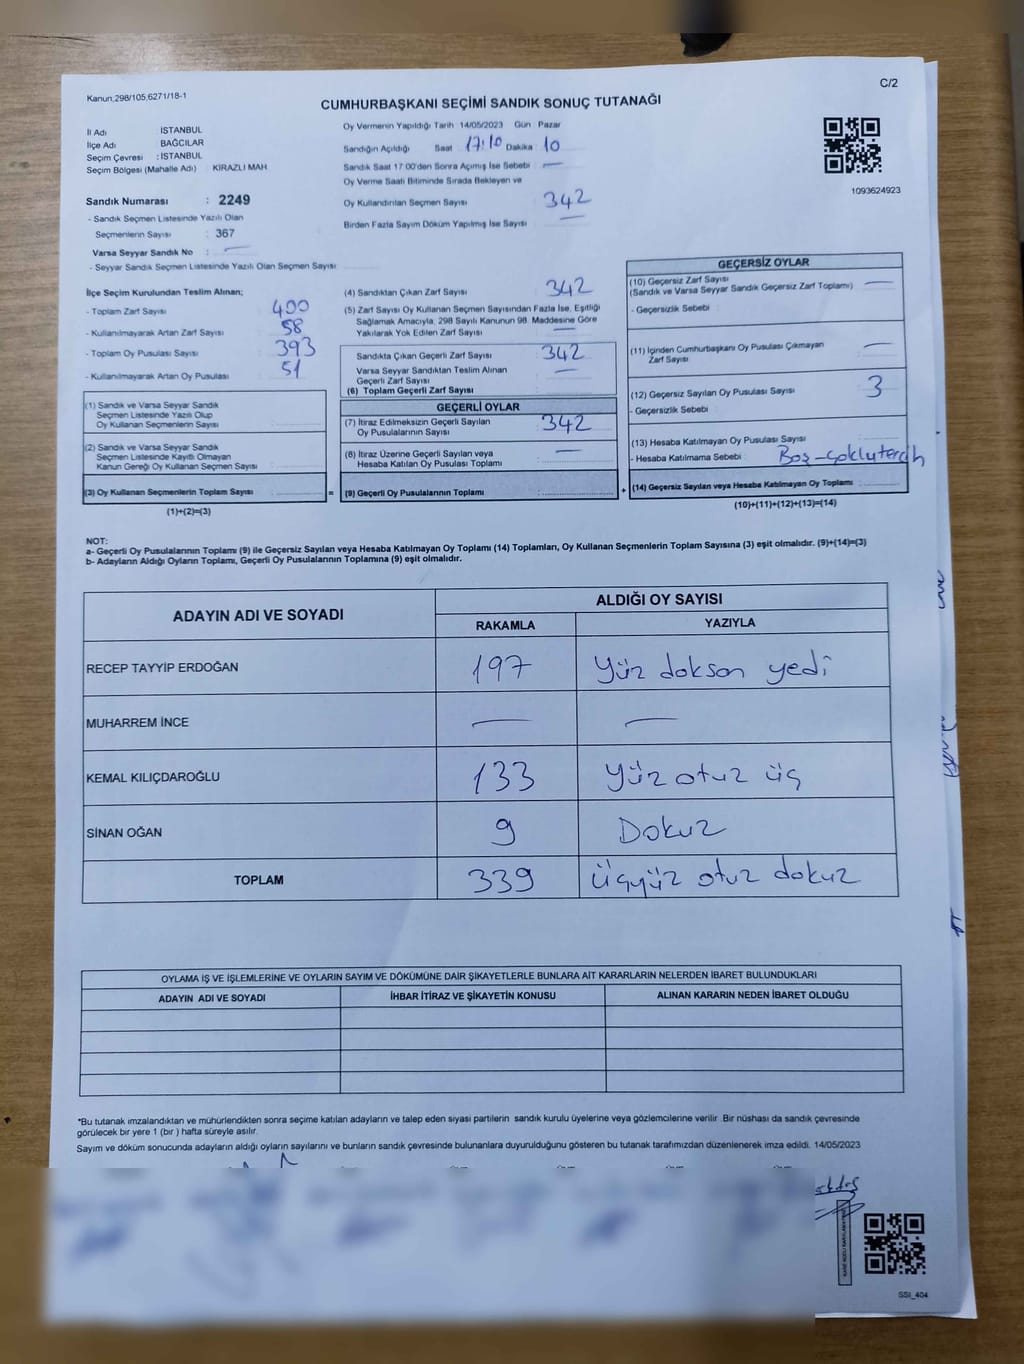 Kanun,298/105,6271/18-1
C/2
CUMHURBAŞKANI SEÇİMİ SANDIK SONUÇ TUTANAĞI
İl Adı : İSTANBUL
İlçe Adı BAĞCILAR
Seçim Çevresi : İSTANBUL
Seçim Bölgesi (Mahalle Adı) KİRAZLI MAH
Sandık Numarası : 2249
- Sandık Seçmen Listesinde Yazılı Olan
Seçmenlerin Sayısı : 367
Varsa Seyyar Sandık No : —
- Seyyar Sandık Seçmen Listesinde Yazılı Olan Seçmen Sayısı
Oy Vermenin Yapıldığı Tarih 14/05/2023 Gün Pazar
Sandığın Açıldığı Saat 17:10 Dakika 10
Sandık Saat 17:00'den Sonra Açımış İse Sebebi —
Oy Verme Saati Bitiminde Sırada Bekleyen ve
Oy Kullandırılan Seçmen Sayısı 342
Birden Fazla Sayım Döküm Yapılmış İse Sayısı —
1093624923
İlçe Seçim Kurulundan Teslim Alınan;
- Toplam Zarf Sayısı : 400
- Kullanılmayarak Artan Zarf Sayısı : 58
- Toplam Oy Pusulası Sayısı : 393
- Kullanılmayarak Artan Oy Pusulası : 51
(1) Sandık ve Varsa Seyyar Sandık
Seçmen Listesinde Yazılı Olup
Oy Kullanan Seçmenlerin Sayısı
(2) Sandık ve Varsa Seyyar Sandık
Seçmen Listesinde Kayıtlı Olmayan
Kanun Gereği Oy Kullanan Seçmen Sayısı
(3) Oy Kullanan Seçmenlerin Toplam Sayısı =
(1)+(2)=(3)
(4) Sandıktan Çıkan Zarf Sayısı 342
(5) Zarf Sayısı Oy Kullanan Seçmen Sayısından Fazla İse, Eşitliği
Sağlamak Amacıyla, 298 Sayılı Kanunun 98. Maddesine Göre
Yakılarak Yok Edilen Zarf Sayısı —
Sandıkta Çıkan Geçerli Zarf Sayısı 342
Varsa Seyyar Sandıktan Teslim Alınan
Geçerli Zarf Sayısı —
(6) Toplam Geçerli Zarf Sayısı
GEÇERLİ OYLAR
(7) İtiraz Edilmeksizin Geçerli Sayılan
Oy Pusulalarının Sayısı 342
(8) İtiraz Üzerine Geçerli Sayılan veya
Hesaba Katılan Oy Pusulası Toplamı —
(9) Geçerli Oy Pusulalarının Toplamı : +
GEÇERSİZ OYLAR
(10) Geçersiz Zarf Sayısı
(Sandık ve Varsa Seyyar Sandık Geçersiz Zarf Toplamı) —
- Geçersizlik Sebebi
(11) İçinden Cumhurbaşkanı Oy Pusulası Çıkmayan
Zarf Sayısı —
(12) Geçersiz Sayılan Oy Pusulası Sayısı 3
- Geçersizlik Sebebi
(13) Hesaba Katılmayan Oy Pusulası Sayısı
- Hesaba Katılmama Sebebi : Boş-çoklutercih
(14) Geçersiz Sayılan veya Hesaba Katılmayan Oy Toplamı
(10)+(11)+(12)+(13)=(14)
NOT:
a- Geçerli Oy Pusulalarının Toplamı (9) ile Geçersiz Sayılan veya Hesaba Katılmayan Oy Toplamı (14) Toplamları, Oy Kullanan Seçmenlerin Toplam Sayısına (3) eşit olmalıdır. (9)+(14)=(3)
b- Adayların Aldığı Oyların Toplamı, Geçerli Oy Pusulalarının Toplamına (9) eşit olmalıdır.
ADAYIN ADI VE SOYADI ALDIĞI OY SAYISI
RAKAMLA YAZIYLA
RECEP TAYYİP ERDOĞAN 197 Yüz doksan yedi
MUHARREM İNCE — —
KEMAL KILIÇDAROĞLU 133 Yüz otuz üç
SİNAN OĞAN 9 Dokuz
TOPLAM 339 Üçyüz otuz dokuz
OYLAMA İŞ VE İŞLEMLERİNE VE OYLARIN SAYIM VE DÖKÜMÜNE DAİR ŞİKAYETLERLE BUNLARA AİT KARARLARIN NELERDEN İBARET BULUNDUKLARI
ADAYIN ADI VE SOYADI İHBAR İTİRAZ VE ŞİKAYETİN KONUSU ALINAN KARARIN NEDEN İBARET OLDUĞU
*Bu tutanak imzalandıktan ve mühürlendikten sonra seçime katılan adayların ve talep eden siyasi partilerin sandık kurulu üyelerine veya gözlemcilerine verilir .Bir nüshası da sandık çevresinde
görülecek bir yere 1 (bir ) hafta süreyle asılır.
Sayım ve döküm sonucunda adayların aldığı oyların sayılarını ve bunların sandık çevresinde bulunanlara duyurulduğunu gösteren bu tutanak tarafımızdan düzenlenerek imza edildi. 14/05/2023
SSI_404